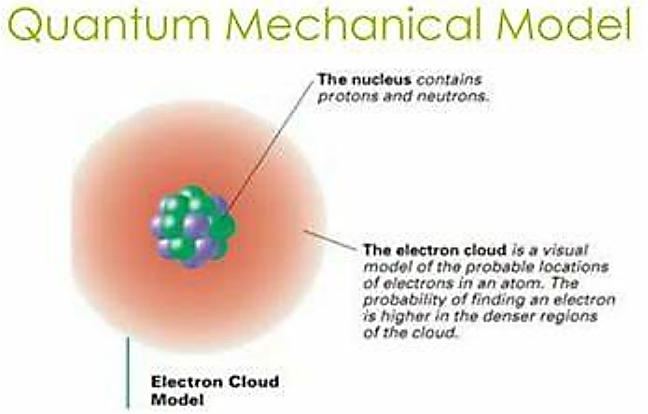 Quantum Mechanical Model
The nucleus contains
protons and neutrons.
The electron cloud is a visual
model of the probable locations
of electrons in an atom. The
probability of finding an electron
is higher in the denser regions
of the cloud.
Electron Cloud
Model